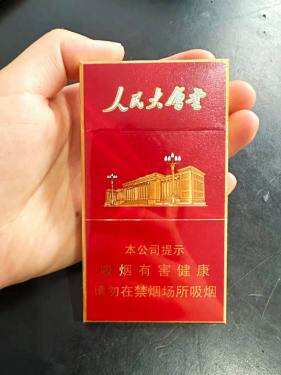 人民大會堂
本公司提示
吸烟有害健康
请勿在禁烟场所吸烟